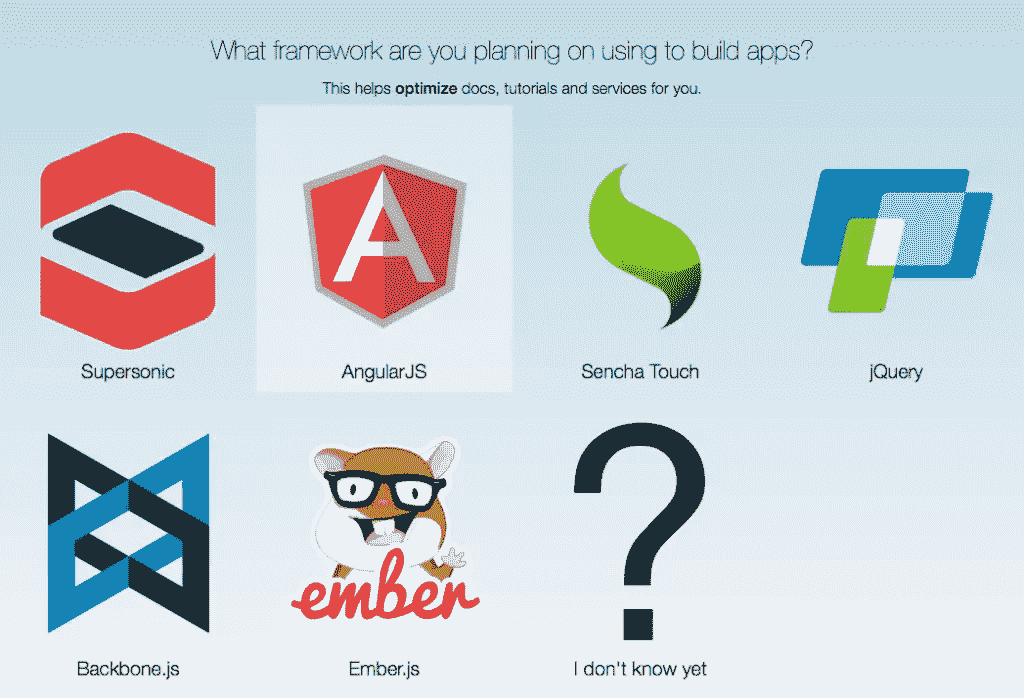 What framework are you planning on using to build apps?
This helps optimize docs, tutorials and services for you.
Supersonic
AngularJS
Sencha Touch
jQuery
ember
Backbone.js
Ember.js
I don't know yet